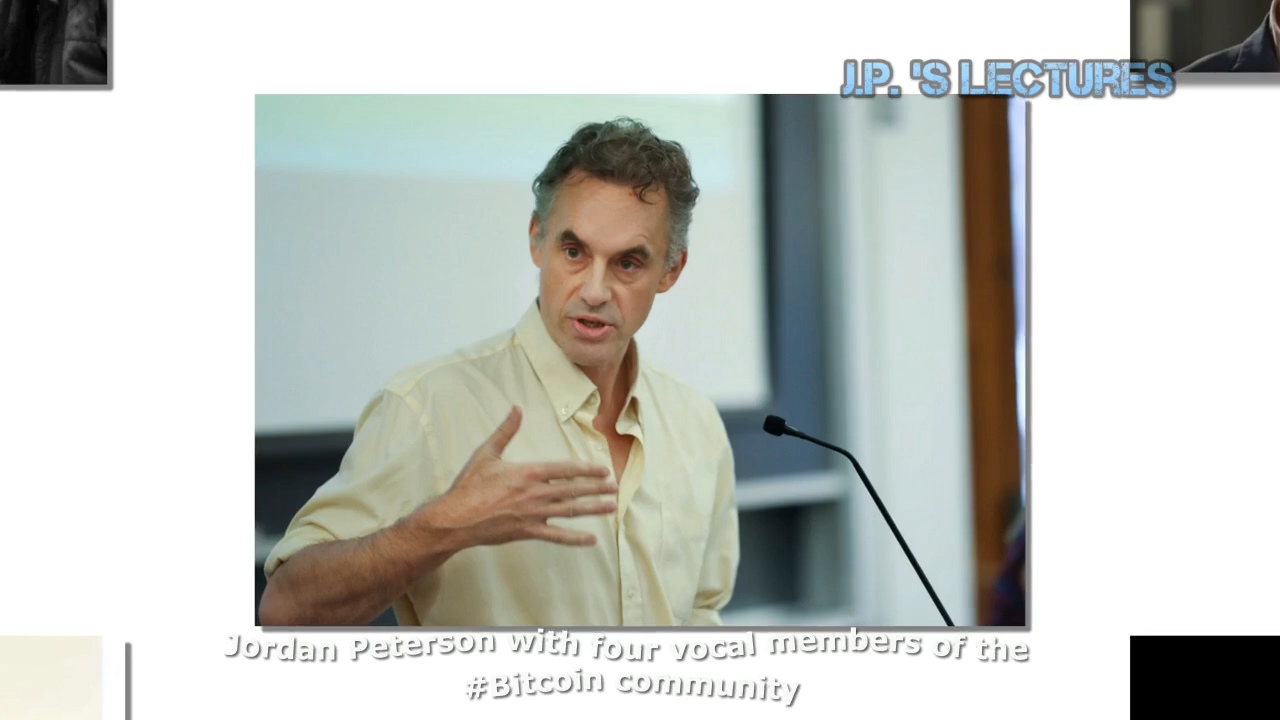 J.P. 'S LECTURES
Jordan Peterson with four vocal members of the
#Bitcoin community